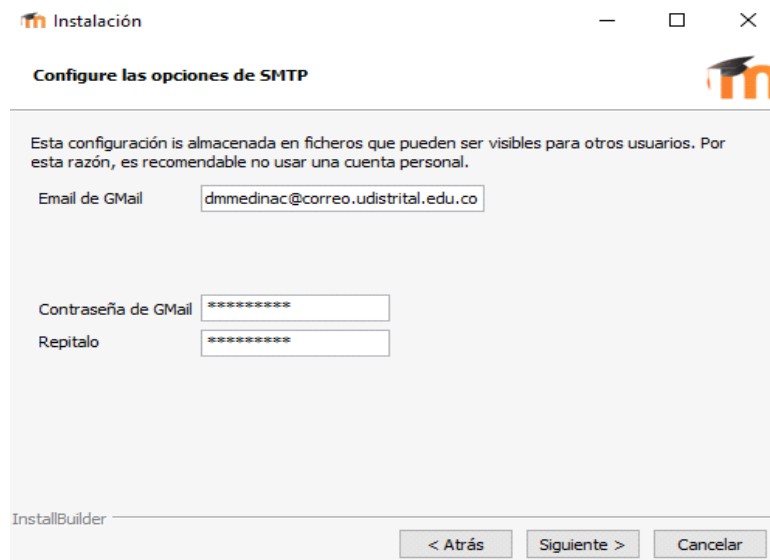 Instalación
Configure las opciones de SMTP
Esta configuración is almacenada en ficheros que pueden ser visibles para otros usuarios. Por
esta razón, es recomendable no usar una cuenta personal.
Email de GMail dmmedinac@correo.udistrital.edu.co
Contraseña de GMail *********
Repitalo *********
InstallBuilder
< Atrás Siguiente > Cancelar